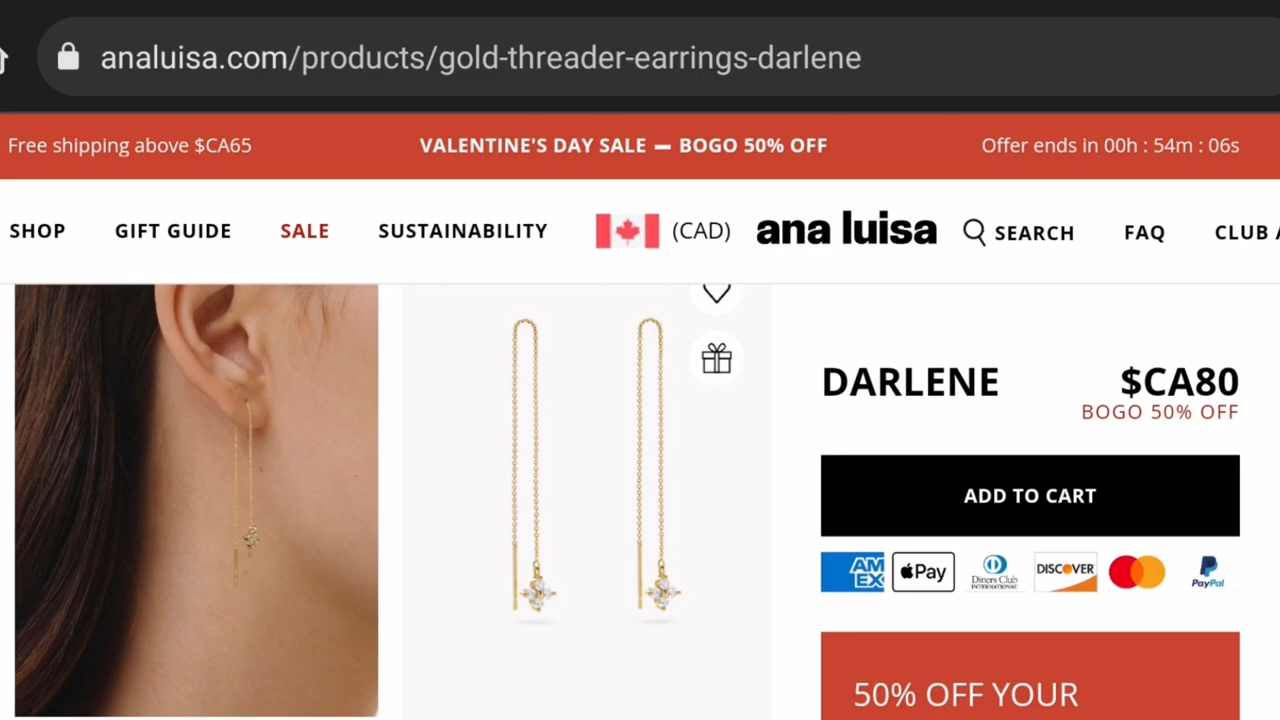 analuisa.com/products/gold-threader-earrings-darlene
Free shipping above $CA65
VALENTINE'S DAY SALE — BOGO 50% OFF
Offer ends in 00h : 54m : 06s
SHOP
GIFT GUIDE
SALE
SUSTAINABILITY
(CAD)
ana luisa
SEARCH
FAQ
CLUB
DARLENE
$CA80
BOGO 50% OFF
ADD TO CART
AM
EX
Pay
Diners Club
INTERNATIONAL
DISCOVER
PayPal
50% OFF YOUR